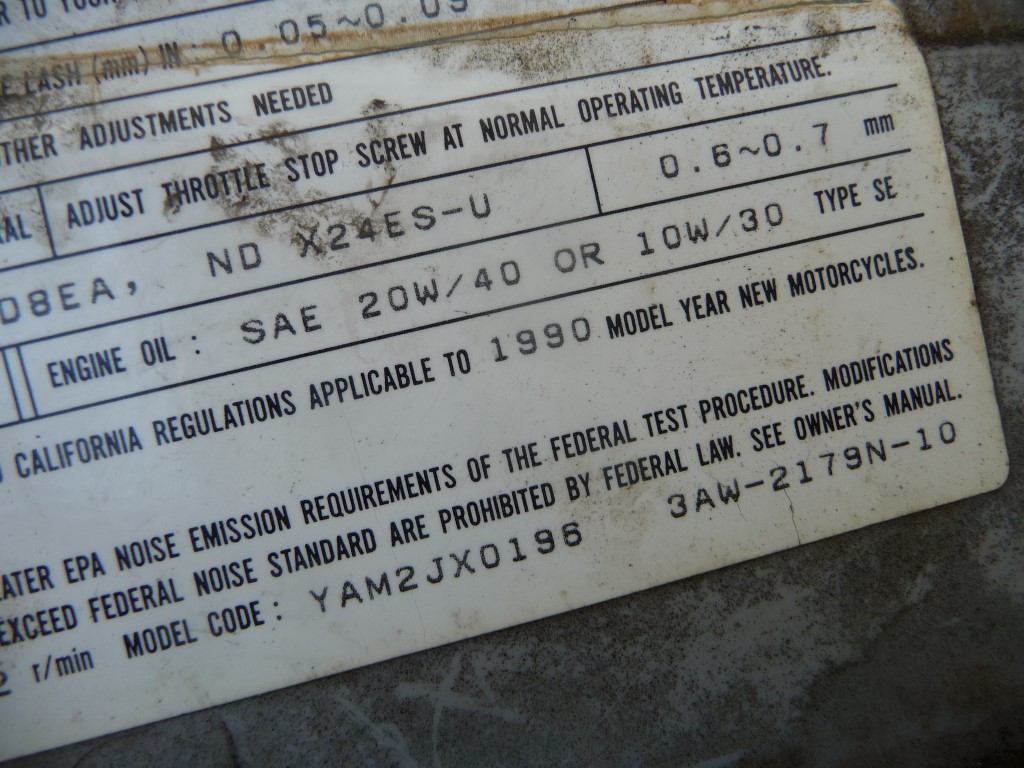 R TO YOUR
E LASH (mm) IN : 0.05~0.09
THER ADJUSTMENTS NEEDED
AL ADJUST THROTTLE STOP SCREW AT NORMAL OPERATING TEMPERATURE.
D8EA, ND X24ES-U 0.6~0.7 mm
ENGINE OIL : SAE 20W/40 OR 10W/30 TYPE SE
CALIFORNIA REGULATIONS APPLICABLE TO 1990 MODEL YEAR NEW MOTORCYCLES.
ATER EPA NOISE EMISSION REQUIREMENTS OF THE FEDERAL TEST PROCEDURE. MODIFICATIONS
EXCEED FEDERAL NOISE STANDARD ARE PROHIBITED BY FEDERAL LAW. SEE OWNER'S MANUAL.
2 r/min MODEL CODE : YAM2JX0196 3AW-2179N-10